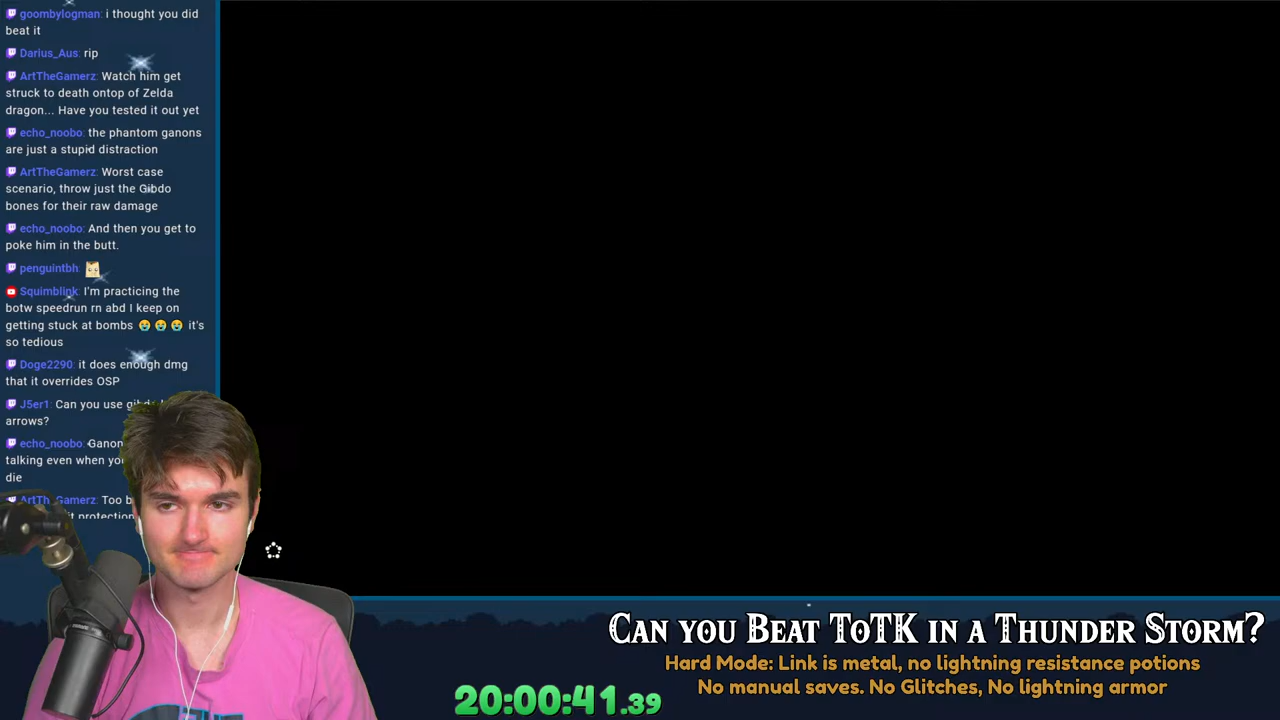 goombylogman: i thought you did
beat it
Darius_Aus: rip
ArtTheGamerz: Watch him get
struck to death ontop of Zelda
dragon... Have you tested it out yet
echo_noobo: the phantom ganons
are just a stupid distraction
ArtTheGamerz: Worst case
scenario, throw just the Gibdo
bones for their raw damage
echo_noobo: And then you get to
poke him in the butt.
penguintbh:
Squimblink: I'm practicing the
botw speedrun rn abd I keep on
getting stuck at bombs 😭 😭 😭 it's
so tedious
Doge2290: it does enough dmg
that it overrides OSP
J5er1: Can you use
arrows?
echo_noobo:
talking even when
die
Too
protection
Can you Beat ToTK in a Thunder Storm?
Hard Mode: Link is metal, no lightning resistance potions
No manual saves. No Glitches, No lightning armor
20:00:41.39